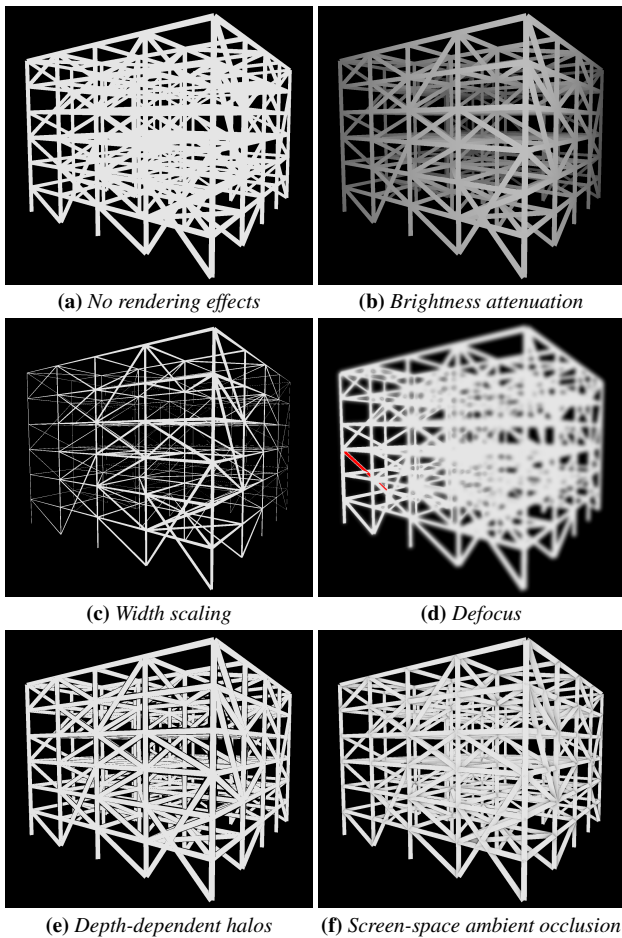 (a) No rendering effects
(b) Brightness attenuation
(c) Width scaling
(d) Defocus
(e) Depth-dependent halos
(f) Screen-space ambient occlusion